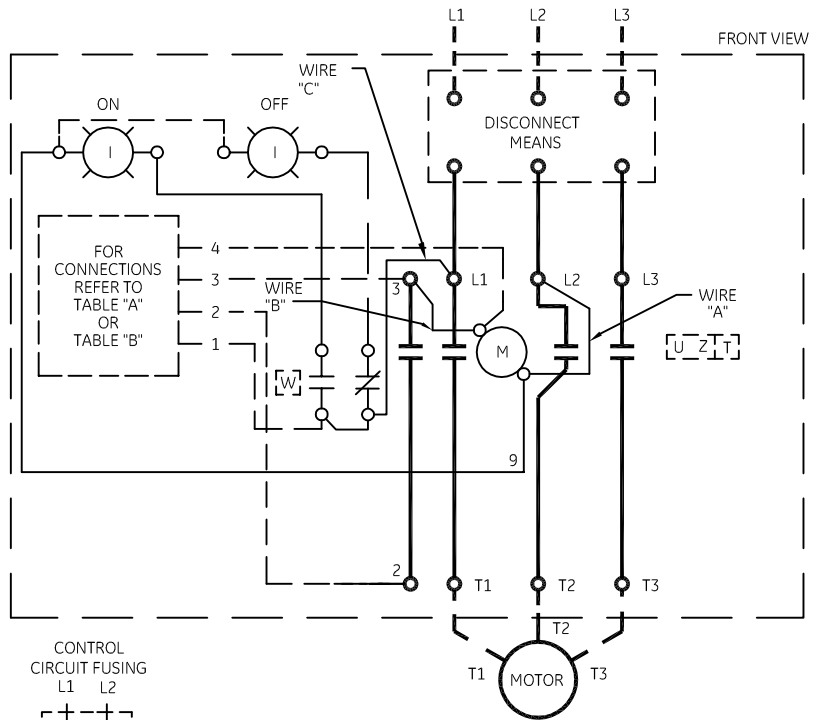 L1 L2 L3
FRONT VIEW
WIRE
"C"
ON OFF
DISCONNECT
MEANS
I I
FOR
CONNECTIONS
REFER TO
TABLE "A"
OR
TABLE "B"
4
3
2
1
3
L1 L2 L3
WIRE
"B"
WIRE
"A"
M
U Z T
W
9
2
T1 T2 T3
T2
T1 MOTOR T3
CONTROL
CIRCUIT FUSING
L1 L2